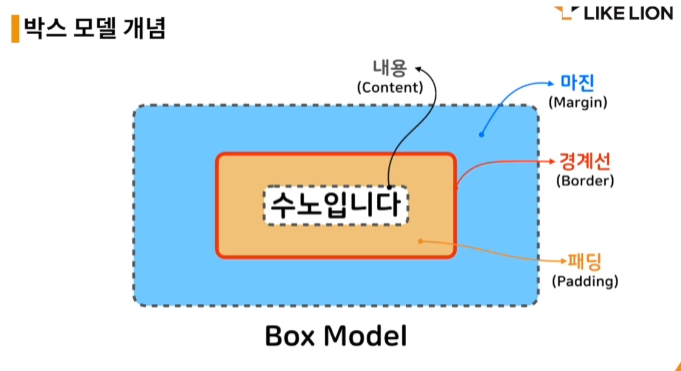 박스 모델 개념
LIKE LION
내용
(Content)
마진
(Margin)
경계선
(Border)
수노입니다
패딩
(Padding)
Box Model